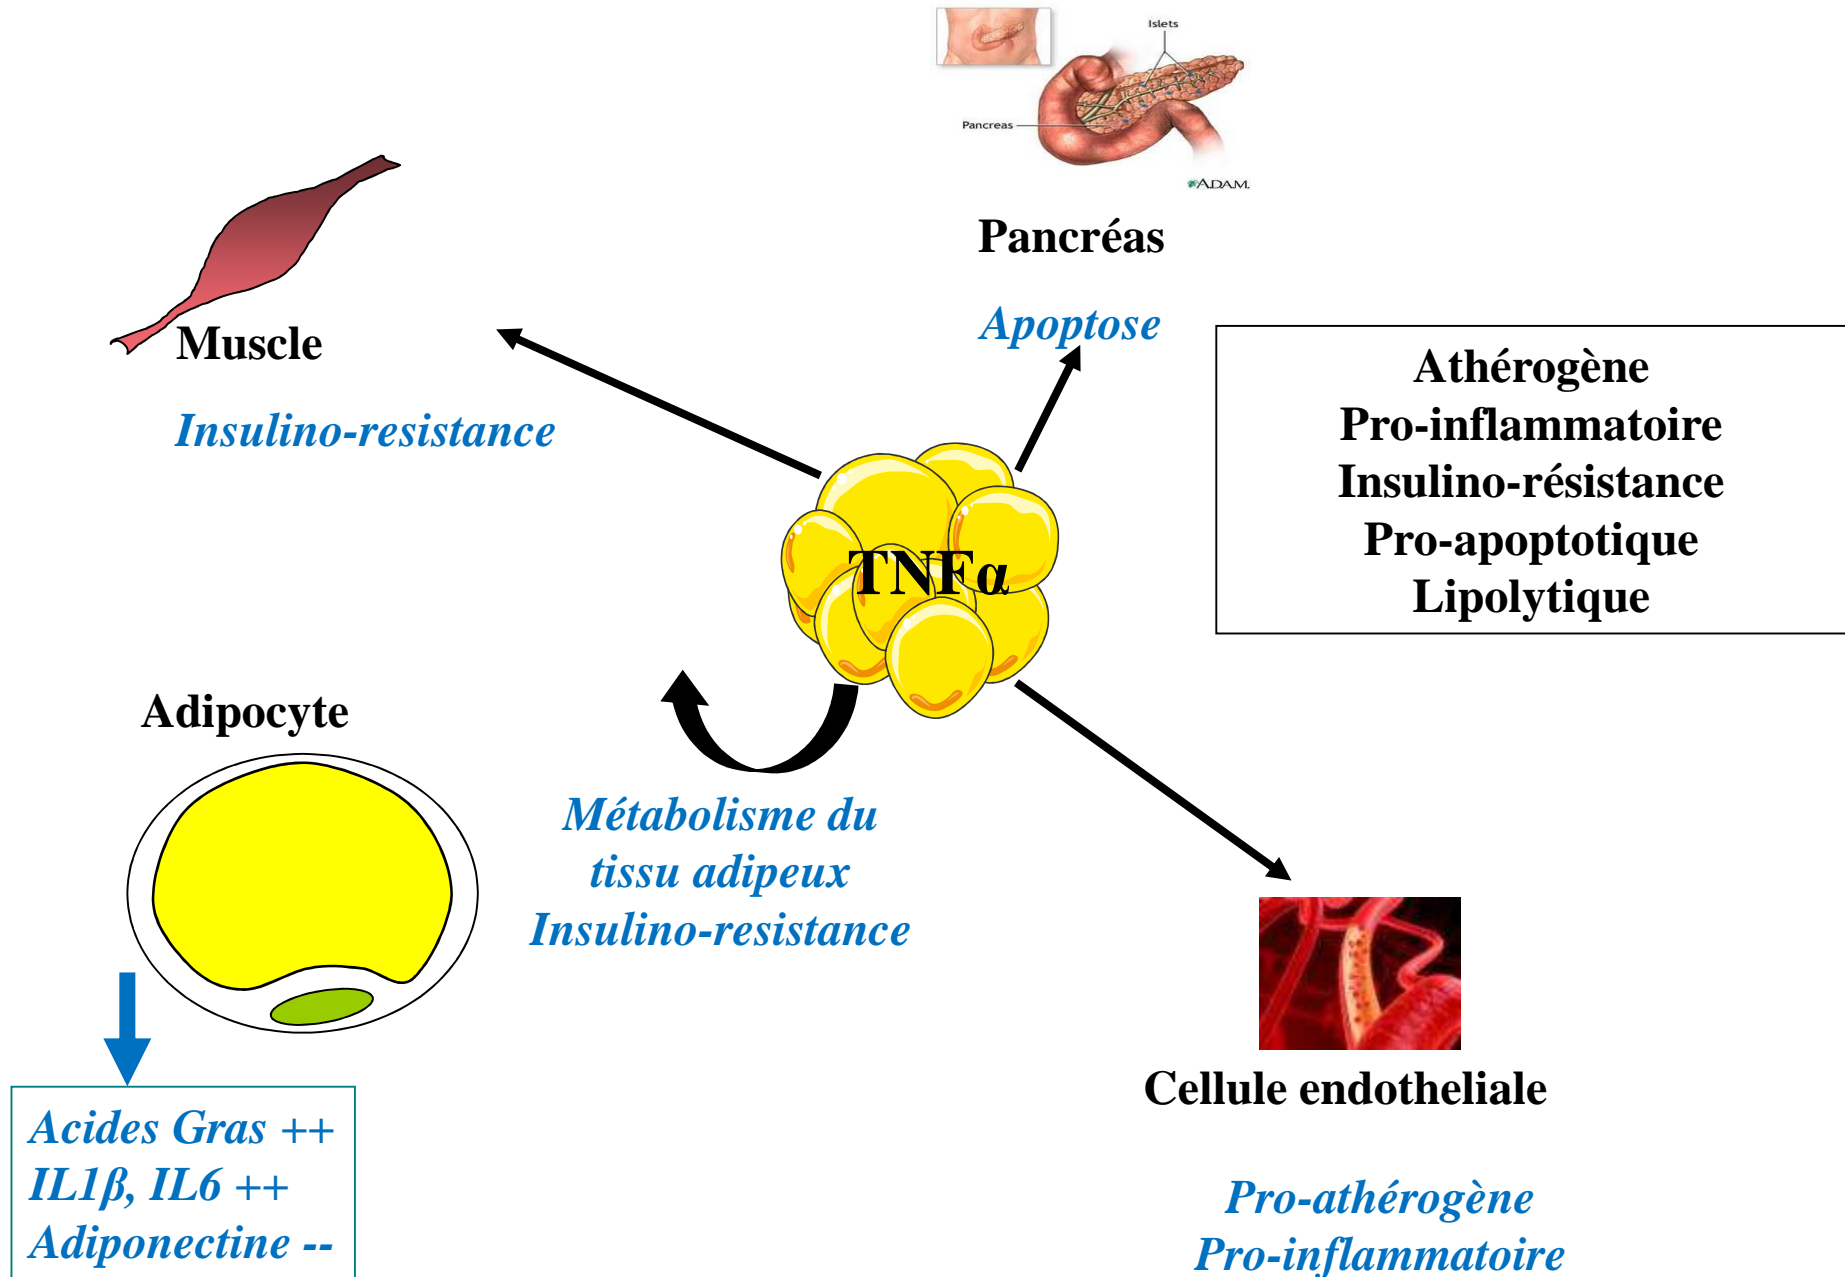 Islets
Pancreas
ADAM.
Pancréas
Apoptose
Muscle
Insulino-resistance
Athérogène
Pro-inflammatoire
Insulino-résistance
Pro-apoptotique
Lipolytique
TNFα
Adipocyte
Métabolisme du
tissu adipeux
Insulino-resistance
Acides Gras ++
IL1β, IL6 ++
Adiponectine --
Cellule endotheliale
Pro-athérogène
Pro-inflammatoire